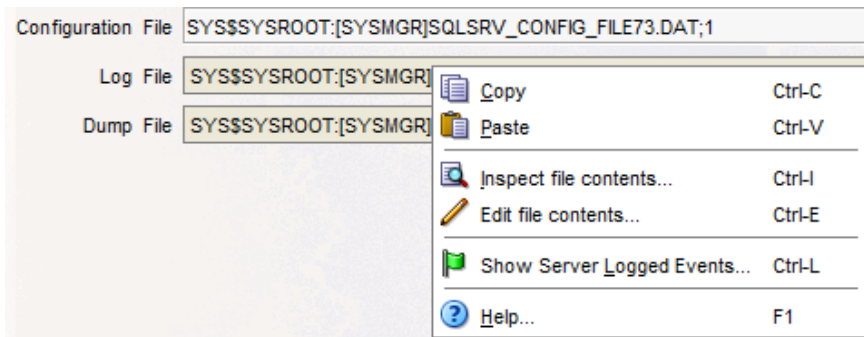 Configuration File SYS$SYSROOT:[SYSMGR]SQLSRV_CONFIG_FILE73.DAT;1
Log File SYS$SYSROOT:[SYSMGR]
Dump File SYS$SYSROOT:[SYSMGR]
Copy Ctrl-C
Paste Ctrl-V
Inspect file contents... Ctrl-I
Edit file contents... Ctrl-E
Show Server Logged Events... Ctrl-L
Help... F1